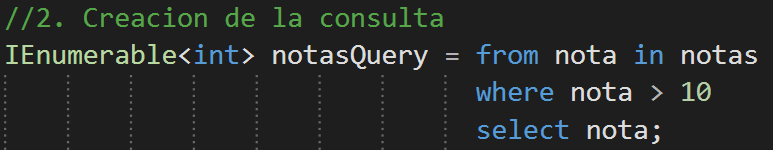 //2. Creacion de la consulta
IEnumerable<int> notasQuery = from nota in notas
where nota > 10
select nota;